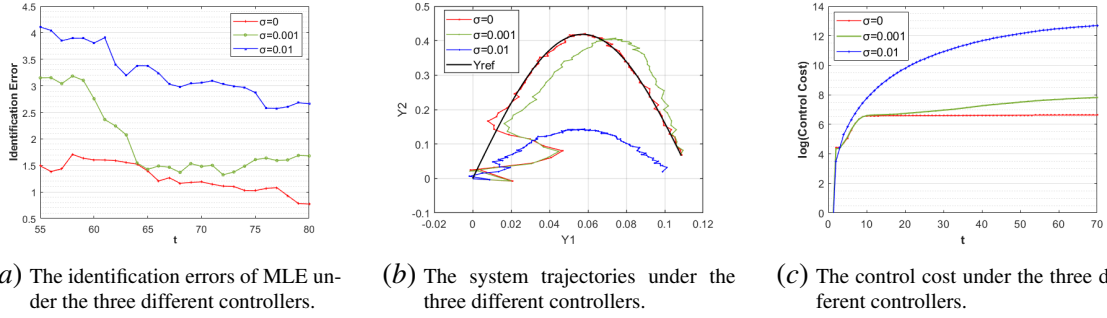 4.5
4
3.5
3
2.5
2
1.5
1
0.5
Identification Error
55
60
65
70
75
80
t
σ=0
σ=0.001
σ=0.01
0.5
0.4
0.3
0.2
0.1
0
-0.1
Y2
-0.02
0
0.02
0.04
0.06
0.08
0.1
0.12
Y1
σ=0
σ=0.001
σ=0.01
Yref
14
12
10
8
6
4
2
0
log(Control Cost)
0
10
20
30
40
50
60
70
t
σ=0
σ=0.001
σ=0.01
a) The identification errors of MLE un-
der the three different controllers.
(b) The system trajectories under the
three different controllers.
(c) The control cost under the three d
ferent controllers.